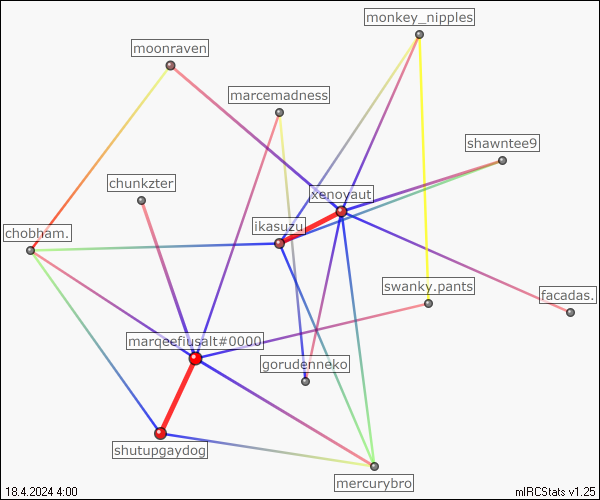 monkey_nipples
moonraven
marcemadness
shawntee9
chunkzter
xenoyaut
ikasuzu
chobham.
swanky.pants
facadas.
marqeefiusalt#0000
gorudenneko
shutupgaydog
mercurybro
18.4.2024 4:00
mIRCStats v1.25